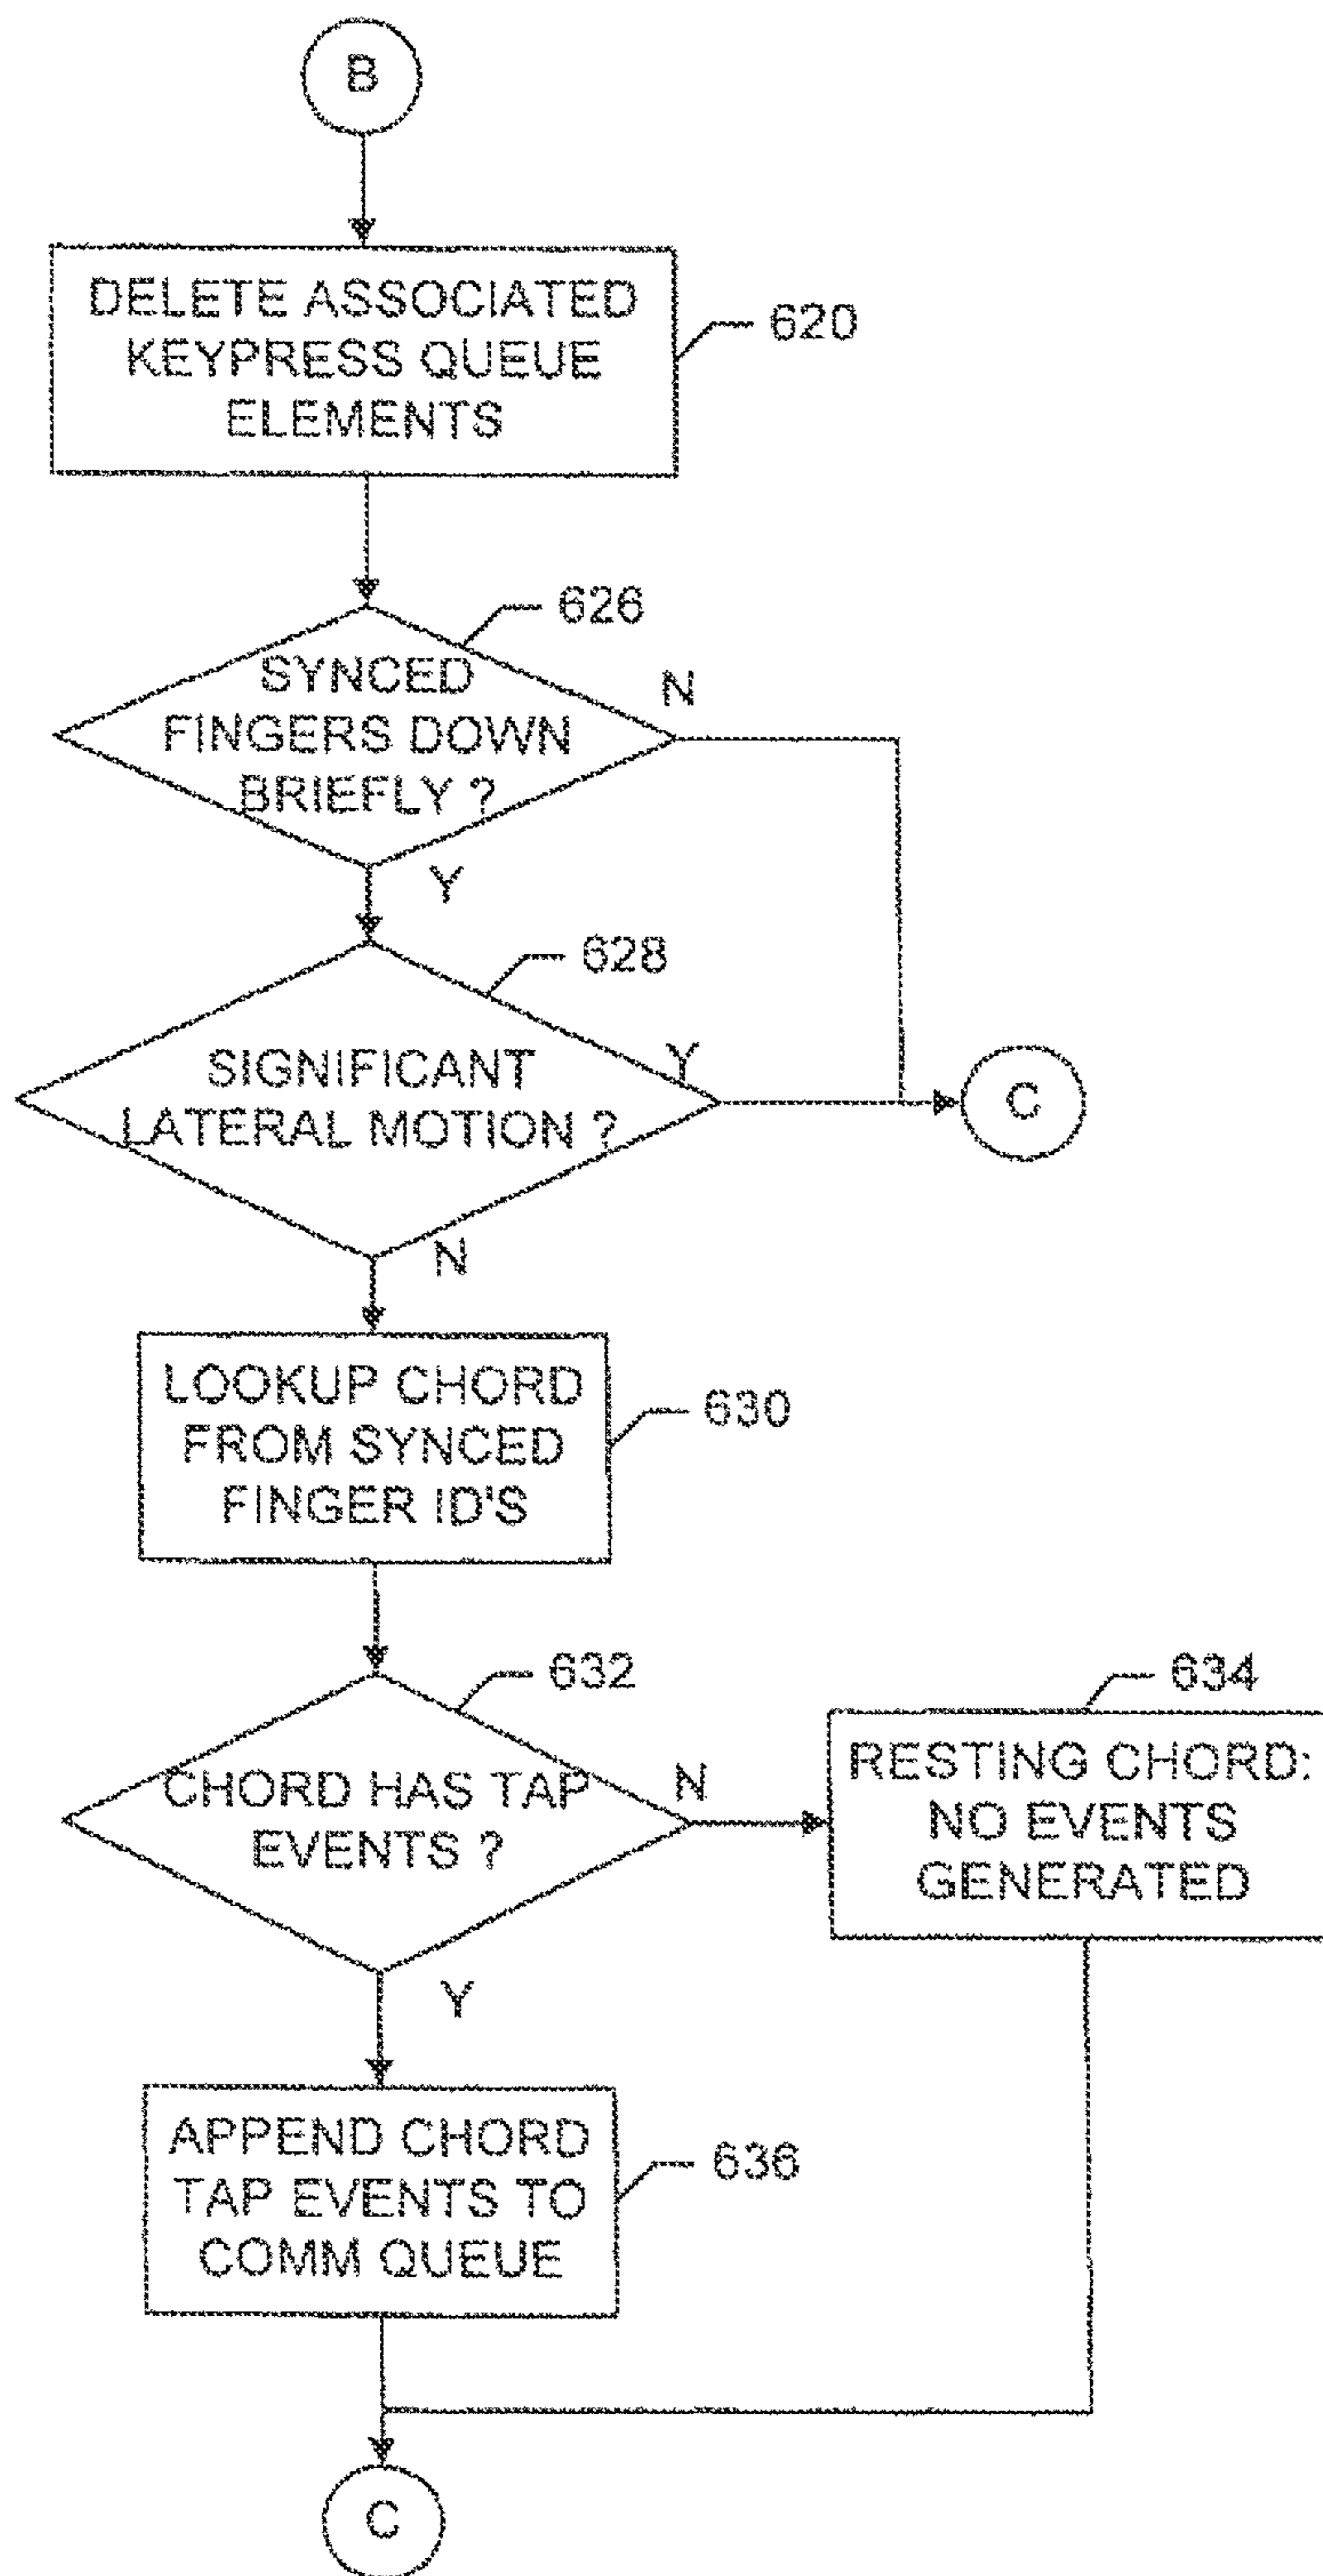 B
DELETE ASSOCIATED
KEYPRESS QUEUE
ELEMENTS
620
626
SYNCED
FINGERS DOWN
BRIEFLY ?
N
Y
628
SIGNIFICANT
LATERAL MOTION ?
Y
C
N
LOOKUP CHORD
FROM SYNCED
FINGER ID'S
630
632
CHORD HAS TAP
EVENTS ?
N
634
RESTING CHORD:
NO EVENTS
GENERATED
Y
APPEND CHORD
TAP EVENTS TO
COMM QUEUE
636
C